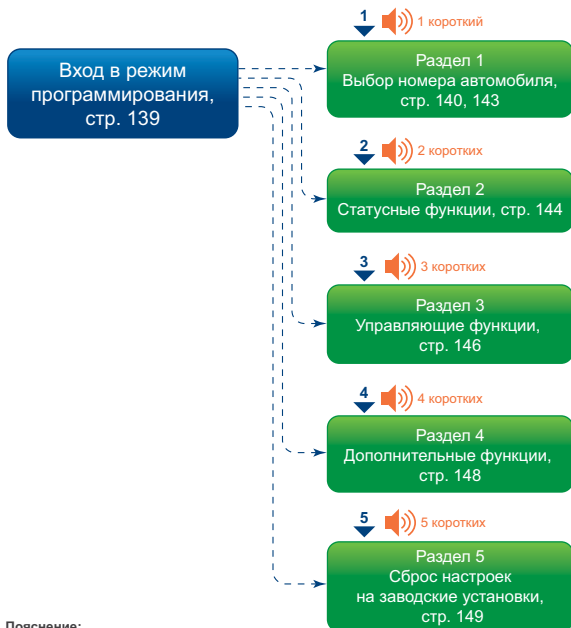 Вход в режим
программирования,
стр. 139
1 1 короткий
Раздел 1
Выбор номера автомобиля,
стр. 140, 143
2 2 коротких
Раздел 2
Статусные функции, стр. 144
3 3 коротких
Раздел 3
Управляющие функции,
стр. 146
4 4 коротких
Раздел 4
Дополнительные функции,
стр. 148
5 5 коротких
Раздел 5
Сброс настроек
на заводские установки,
стр. 149
Пояснение: